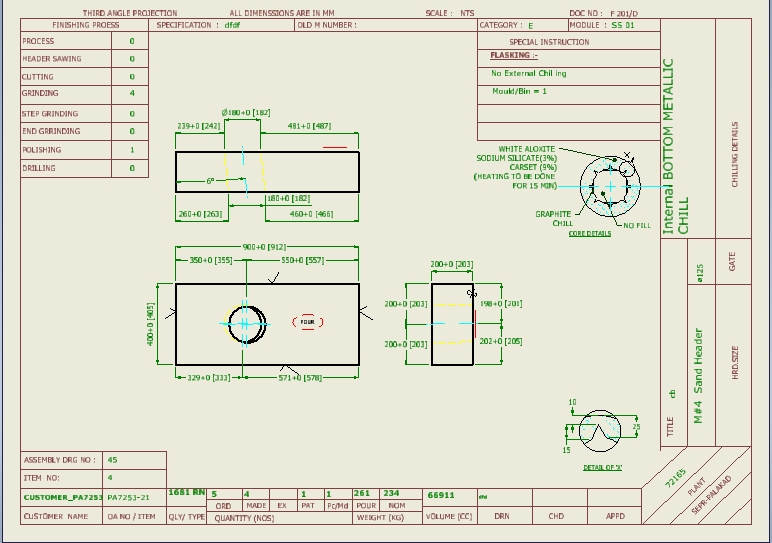 THIRD ANGLE PROJECTION ALL DIMENSSIONS ARE IN MM SCALE : NTS DOC NO : F 201/D
FINISHING PROESS SPECIFICATION : dfdf OLD M NUMBER : CATEGORY : E MODULE : S5 01
PROCESS 0
HEADER SAWING 0
CUTTING 0
GRINDING 4
STEP GRINDING 0
END GRRINDING 0
POLISHING 1
DRILLING 0
SPECIAL INSTRUCTION
FLASKING :-
No External Chiling
Mould/Bin = 1
Ø180+0 [182]
239+0 [242] 481+0 [487]
6°
180+0 [182]
260+0 [263] 460+0 [466]
WHITE ALOXITE
SODIUM SILICATE(3%)
CARSET (9%)
(HEATING TO BE DONE
FOR 15 MIN)
X
GRAPHITE
CHILL
NO FILL
CORE DETAILS
Internal BOTTOM METALLIC
CHILL
CHILLING DETAILS
900+0 [912]
350+0 [355] 550+0 [557]
400+0 [405]
POUR
329+0 [333] 571+0 [578]
200+0 [203]
200+0 [203] 198+0 [201]
200+0 [203] 202+0 [205]
ø125 GATE
TITLE cb
M#4 Sand Header HRD.SIZE
10
25
15
DETAIL OF 'X'
72165
PLANT
SEPR-PALAKAD
ASSEMBLY DRG NO : 45
ITEM NO: 4
CUSTOMER_PA7253 PA7253-21 1681 RN 5 4 1 1 261 234 66911
ORD MADE EX PAT Pc/Md POUR NOM
CUSTOMER NAME OA NO / ITEM QLY/ TYPE QUANTITY (NOS) WEIGHT (KG) VOLUME (CC) DRN CHD APPD